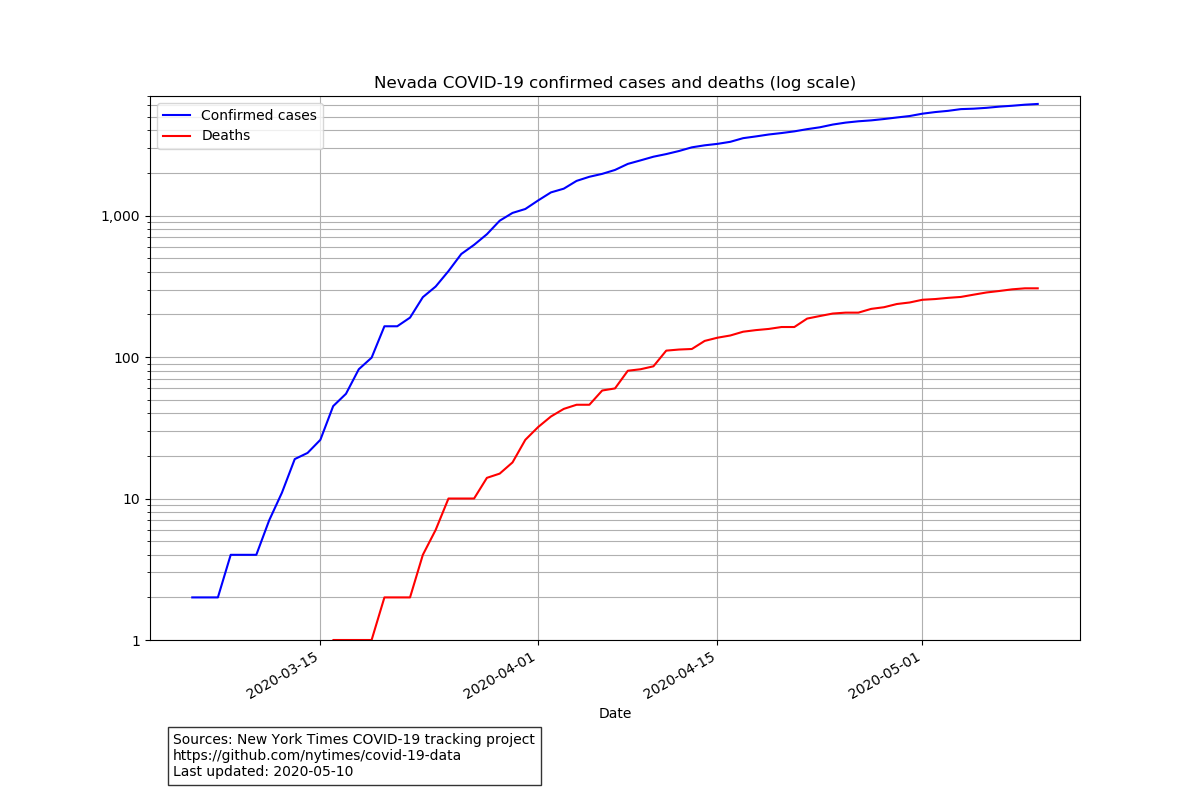 Nevada COVID-19 confirmed cases and deaths (log scale)
Confirmed cases
Deaths
1,000
100
10
1
2020-03-15
2020-04-01
2020-04-15
2020-05-01
Date
Sources: New York Times COVID-19 tracking project
https://github.com/nytimes/covid-19-data
Last updated: 2020-05-10